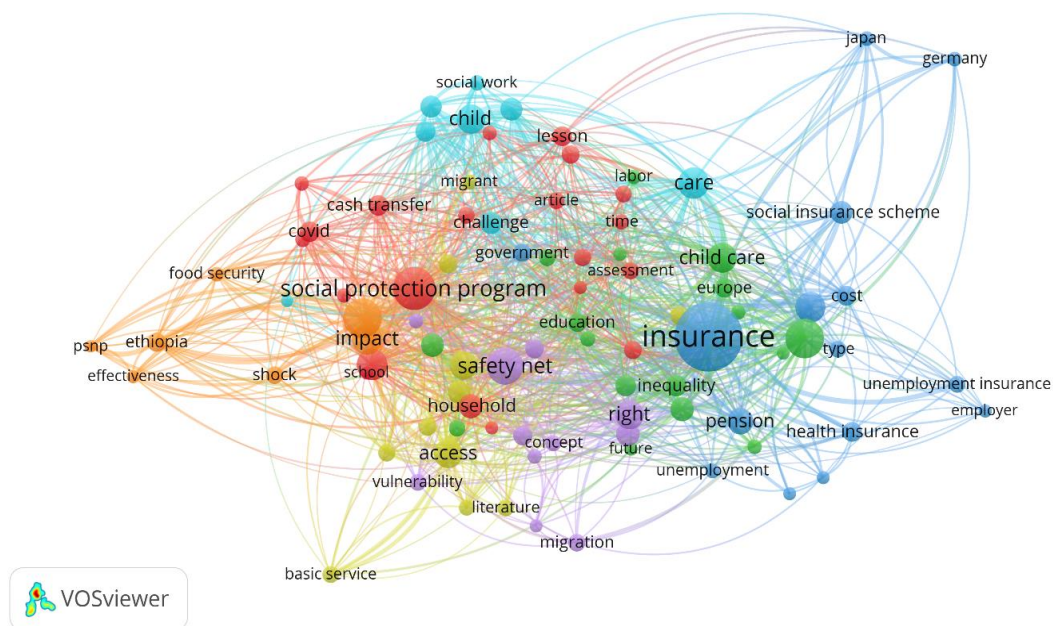 japan
germany
social work
child
lesson
migrant
labor
care
cash transfer
article
challenge
time
covid
social insurance scheme
government
child care
food security
assessment
europe
social protection program
cost
education
insurance
psnp
ethiopia
impact
type
effectiveness
shock
school
safety net
inequality
unemployment insurance
household
right
employer
pension
health insurance
access
concept
future
vulnerability
unemployment
literature
migration
basic service
VOSviewer